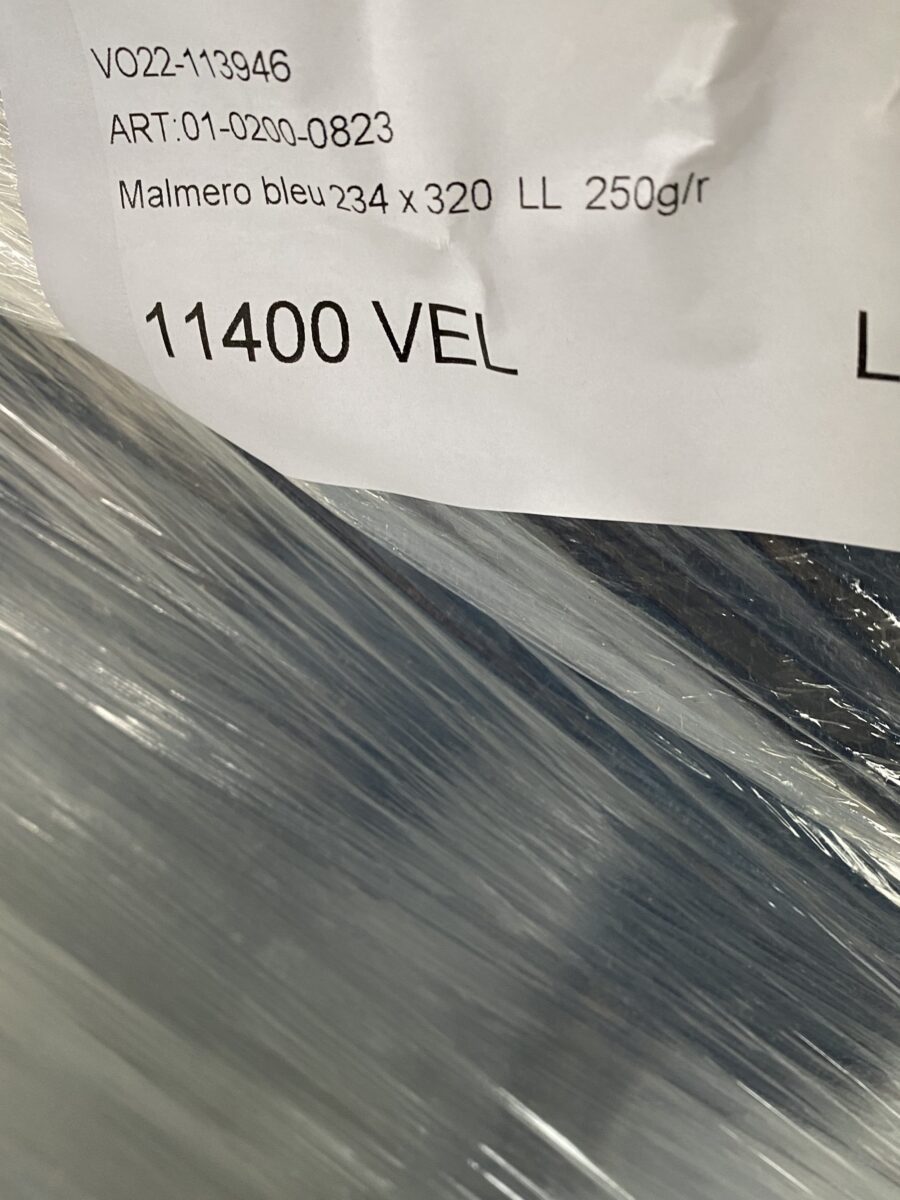 VO22-113946
ART:01-0200-0823
Malmero bleu 234 x 320 LL 250g/r
11400 VEL L